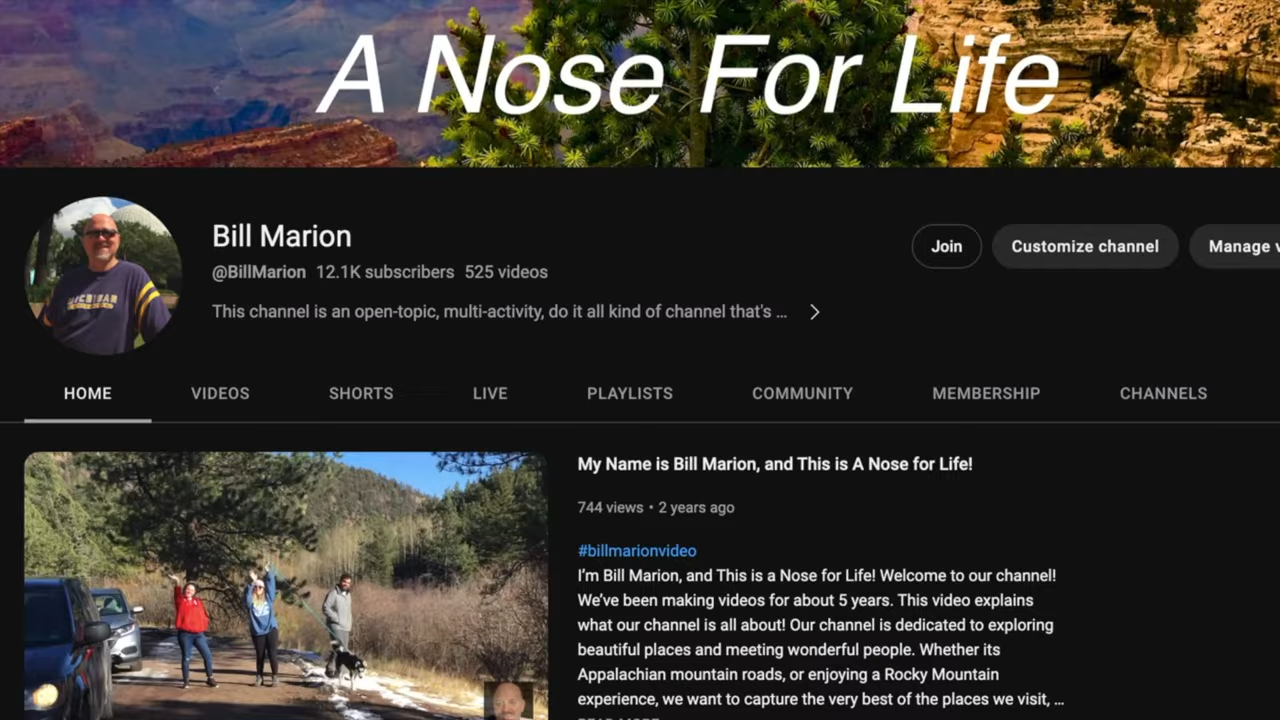 A Nose For Life
Bill Marion
@BillMarion 12.1K subscribers 525 videos
This channel is an open-topic, multi-activity, do it all kind of channel that's ...
Join
Customize channel
Manage v
HOME
VIDEOS
SHORTS
LIVE
PLAYLISTS
COMMUNITY
MEMBERSHIP
CHANNELS
My Name is Bill Marion, and This is A Nose for Life!
744 views • 2 years ago
#billmarionvideo
I’m Bill Marion, and This is a Nose for Life! Welcome to our channel!
We’ve been making videos for about 5 years. This video explains
what our channel is all about! Our channel is dedicated to exploring
beautiful places and meeting wonderful people. Whether its
Appalachian mountain roads, or enjoying a Rocky Mountain
experience, we want to capture the very best of the places we visit, ...